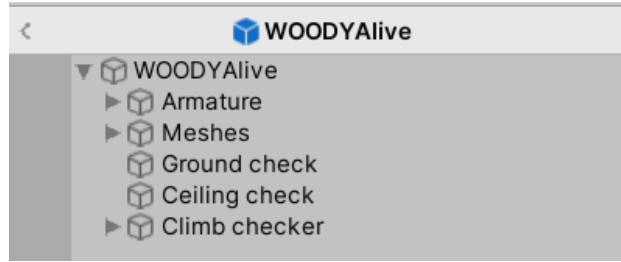 WOODYAlive
WOODYAlive
Armature
Meshes
Ground check
Ceiling check
Climb checker